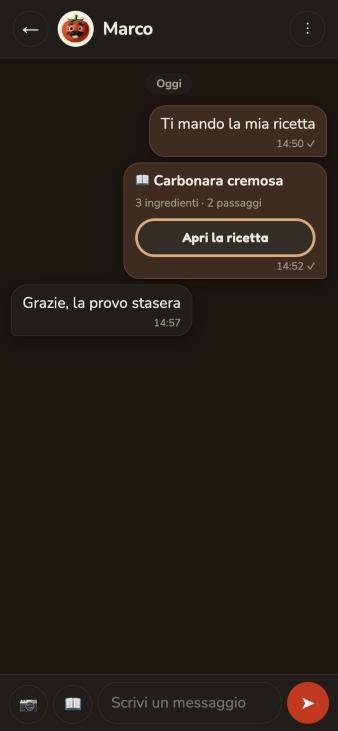 Marco
Oggi
Ti mando la mia ricetta
14:50 ✓
Carbonara cremosa
3 ingredienti · 2 passaggi
Apri la ricetta
14:52 ✓
Grazie, la provo stasera
14:57
Scrivi un messaggio